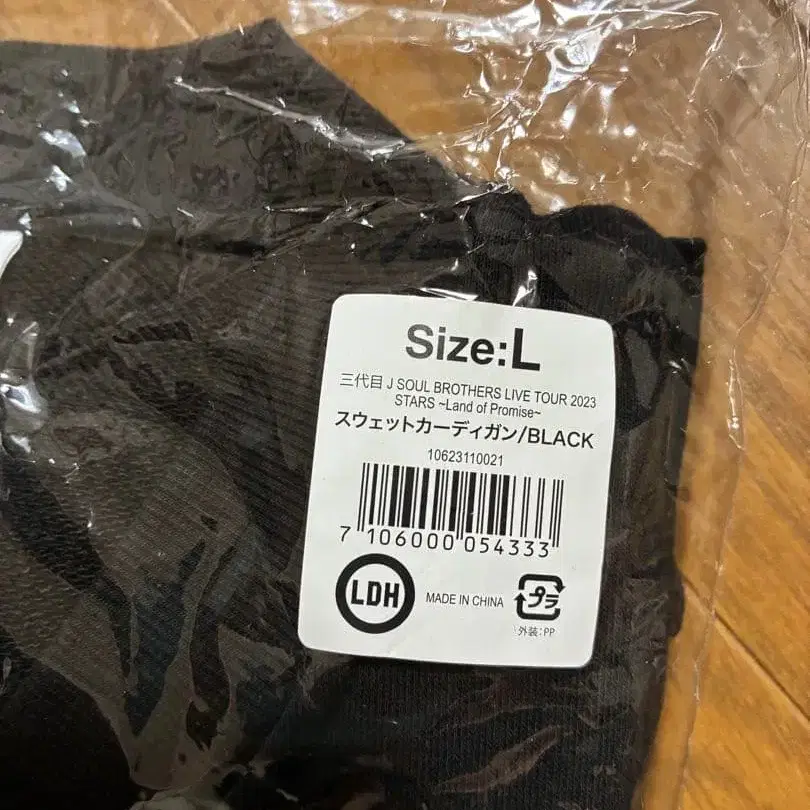 Size:L
三代目 J SOUL BROTHERS LIVE TOUR 2023
STARS ~Land of Promise~
スウェットカーディガン/BLACK
10623110021
7 106000 054333
LDH
MADE IN CHINA
プラ
外装:PP